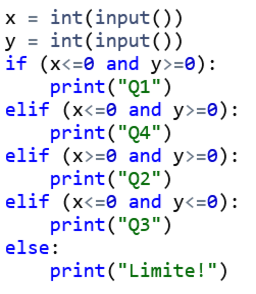 x = int(input())
y = int(input())
if (x<=0 and y>=0):
    print("Q1")
elif (x<=0 and y>=0):
    print("Q4")
elif (x>=0 and y>=0):
    print("Q2")
elif (x<=0 and y<=0):
    print("Q3")
else:
    print("Limite!")